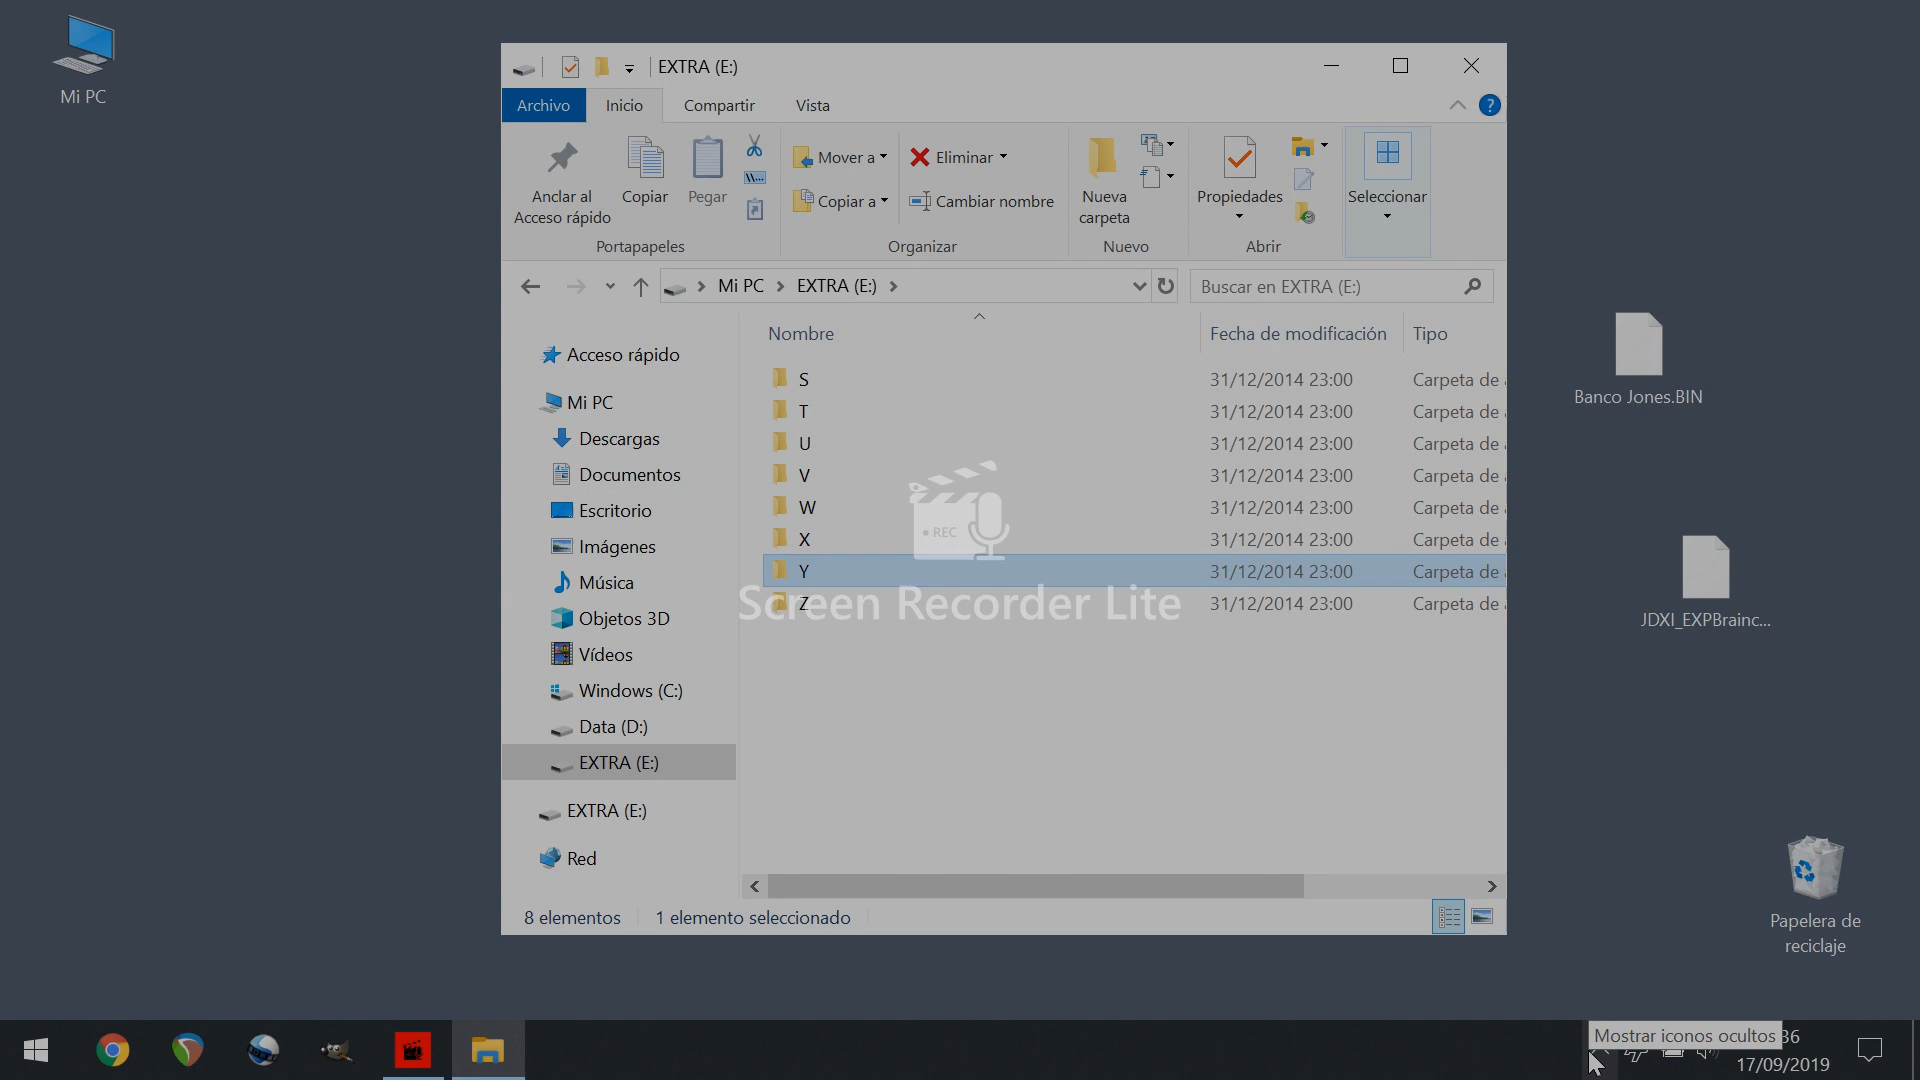 Mi PC
EXTRA (E:)
Archivo
Inicio
Compartir
Vista
Anclar al
Acceso rápido
Copiar
Pegar
Mover a
Copiar a
Eliminar
Cambiar nombre
Nueva
carpeta
Propiedades
Seleccionar
Portapapeles
Organizar
Nuevo
Abrir
Mi PC
EXTRA (E:)
Buscar en EXTRA (E:)
Nombre
Fecha de modificación
Tipo
Acceso rápido
Mi PC
Descargas
Documentos
Escritorio
Imágenes
Música
Objetos 3D
Vídeos
Windows (C:)
Data (D:)
EXTRA (E:)
EXTRA (E:)
Red
S 31/12/2014 23:00 Carpeta de
T 31/12/2014 23:00 Carpeta de
U 31/12/2014 23:00 Carpeta de
V 31/12/2014 23:00 Carpeta de
W 31/12/2014 23:00 Carpeta de
X 31/12/2014 23:00 Carpeta de
Y 31/12/2014 23:00 Carpeta de
Z 31/12/2014 23:00 Carpeta de
REC
Screen Recorder Lite
8 elementos
1 elemento seleccionado
Banco Jones.BIN
JDXI_EXPBrainc...
Papelera de
reciclaje
Mostrar iconos ocultos
36
17/09/2019